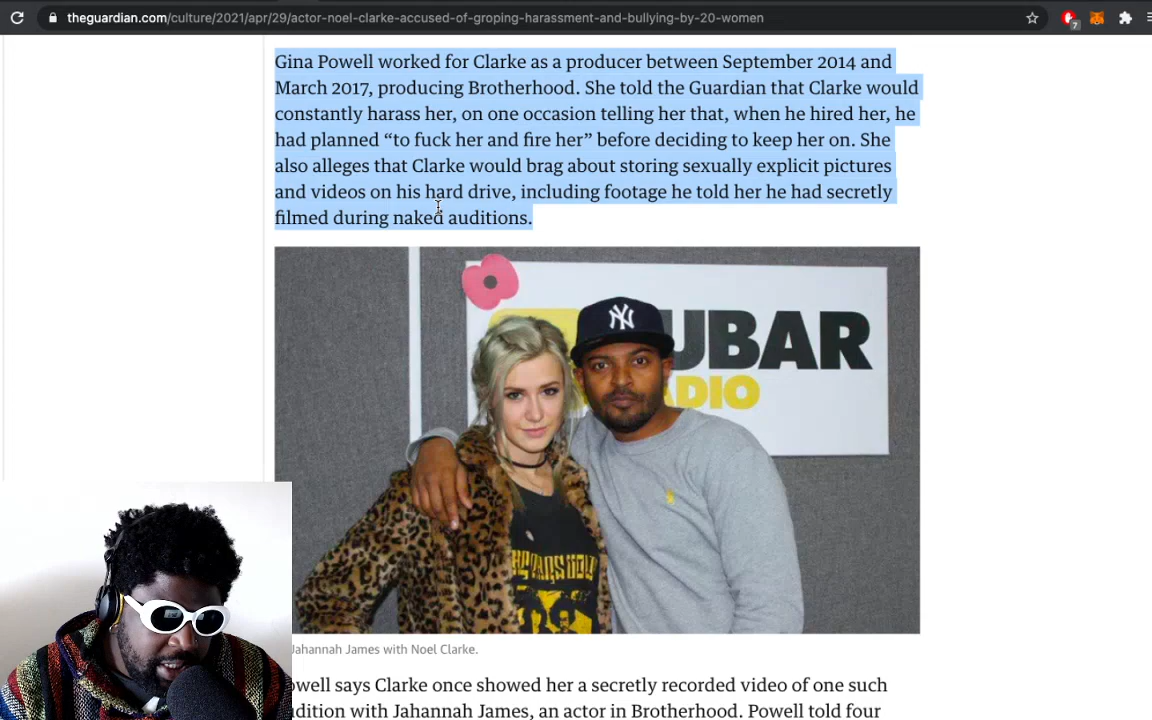 theguardian.com/culture/2021/apr/29/actor-noel-clarke-accused-of-groping-harassment-and-bullying-by-20-women
7
Gina Powell worked for Clarke as a producer between September 2014 and
March 2017, producing Brotherhood. She told the Guardian that Clarke would
constantly harass her, on one occasion telling her that, when he hired her, he
had planned “to fuck her and fire her” before deciding to keep her on. She
also alleges that Clarke would brag about storing sexually explicit pictures
and videos on his hard drive, including footage he told her he had secretly
filmed during naked auditions.
NY
UBAR
ADIO
Jahannah James with Noel Clarke.
owell says Clarke once showed her a secretly recorded video of one such
dition with Jahannah James, an actor in Brotherhood. Powell told four